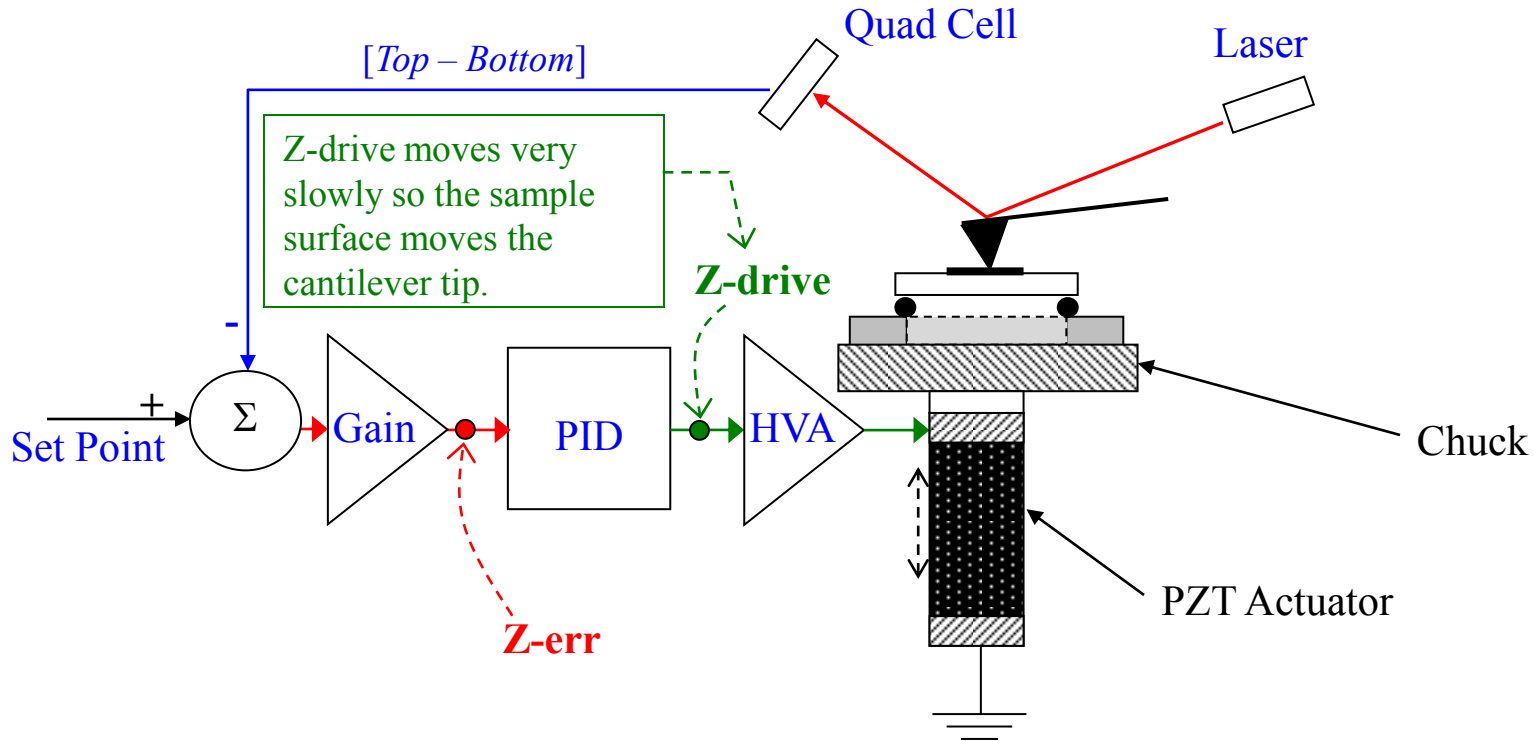 Quad Cell
Laser
[Top – Bottom]
Z-drive moves very
slowly so the sample
surface moves the
cantilever tip.
Z-drive
-
+
Σ
Set Point
Gain
PID
HVA
Chuck
PZT Actuator
Z-err